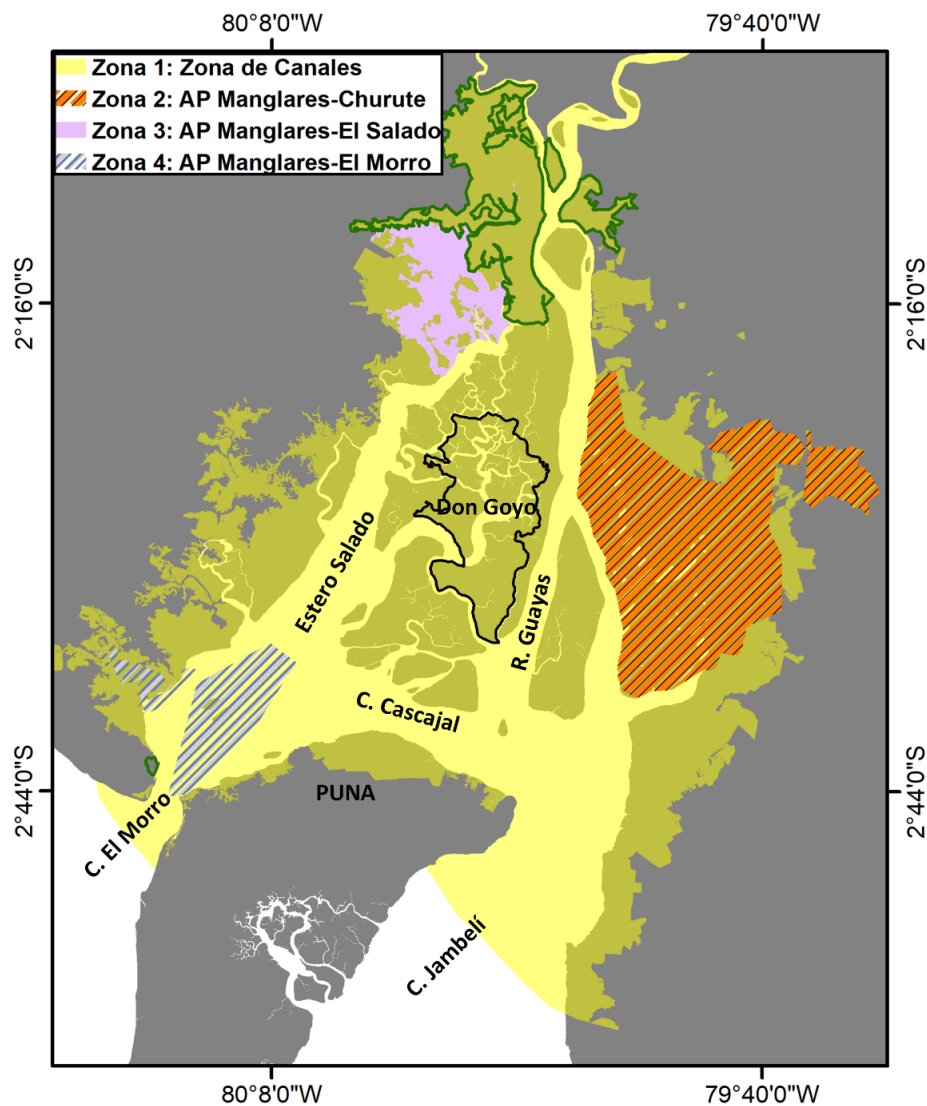 80°8'0"W
79°40'0"W
Zona 1: Zona de Canales
Zona 2: AP Manglares-Churute
Zona 3: AP Manglares-El Salado
Zona 4: AP Manglares-El Morro
2°16'0"S
2°16'0"S
Don Goyo
Estero Salado
R. Guayas
C. Cascajal
2°44'0"S
2°44'0"S
PUNA
C. El Morro
C. Jambelí
80°8'0"W
79°40'0"W